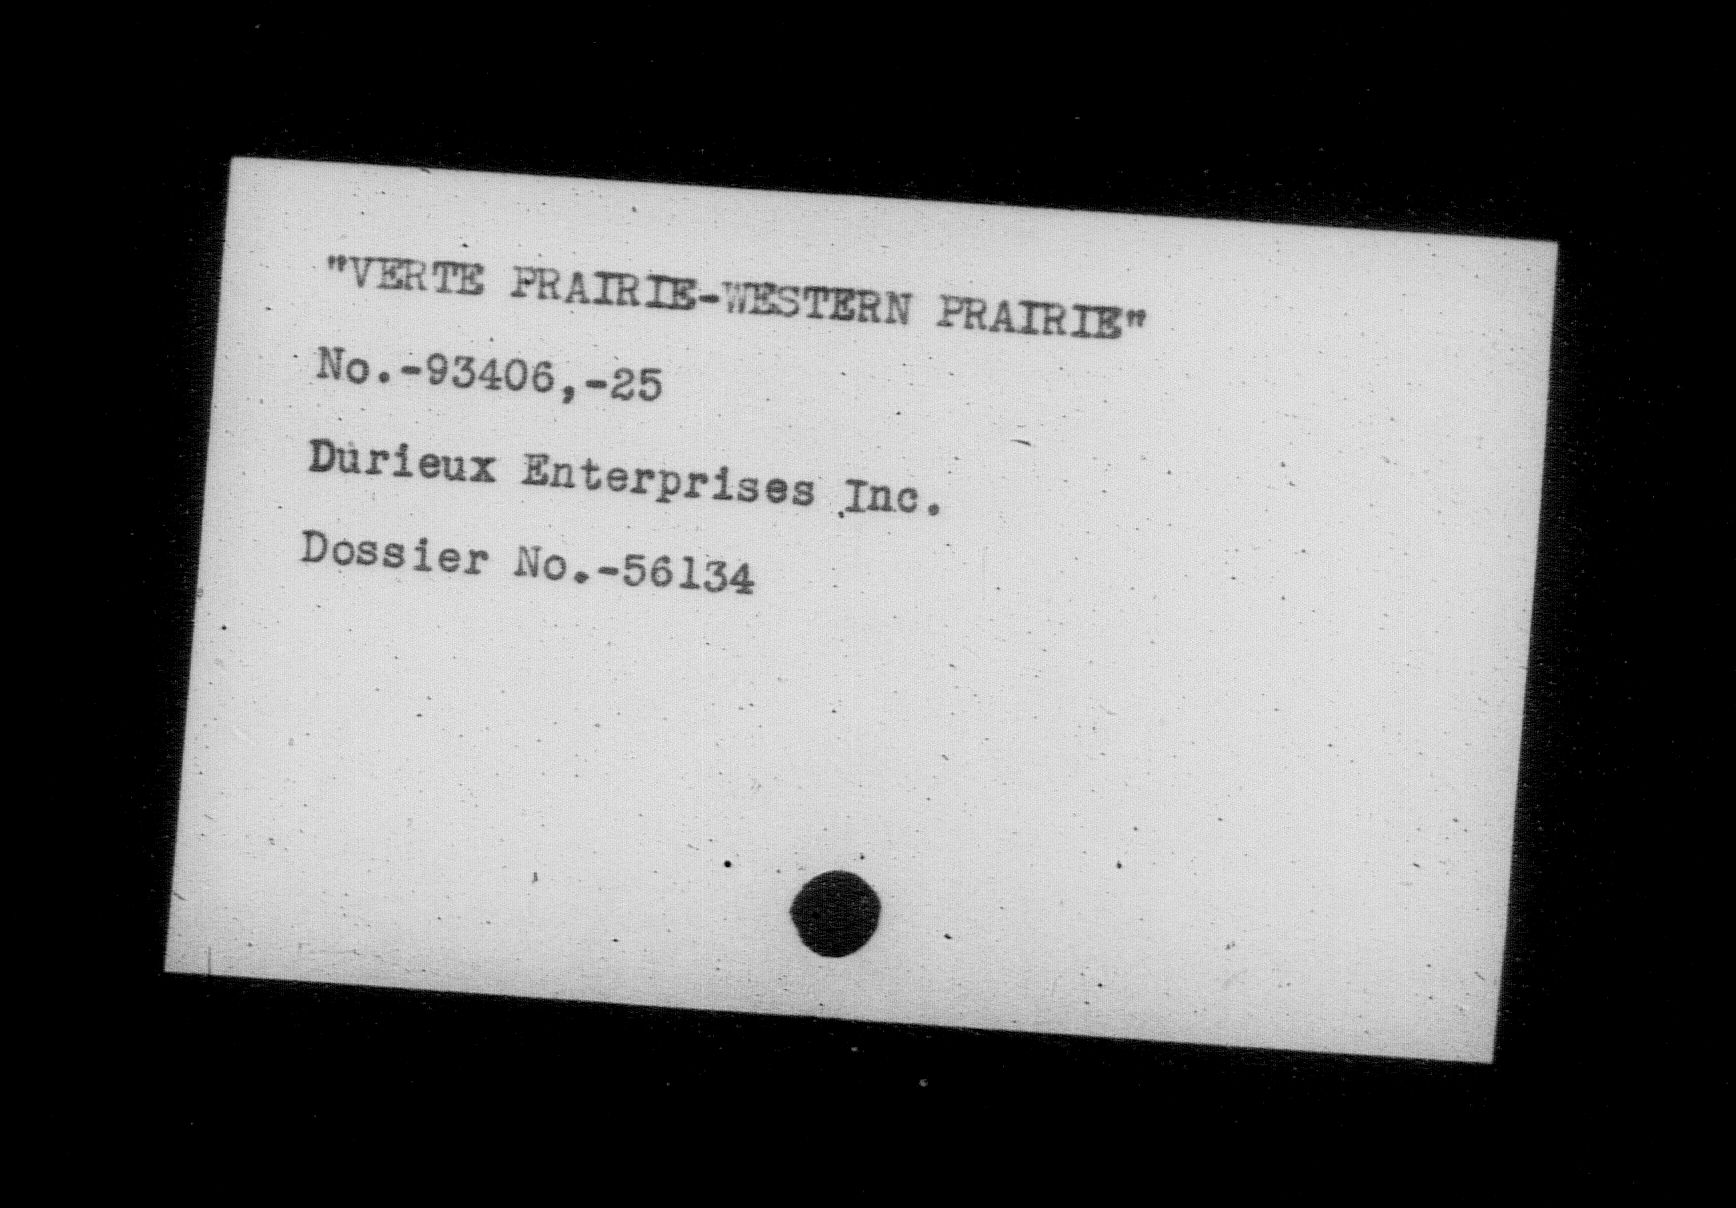 "VERTE PRAIRIE-WESTERN PRAIRIE"
No.-93406,-25
Durieux Enterprises Inc.
Dossier No.-56134